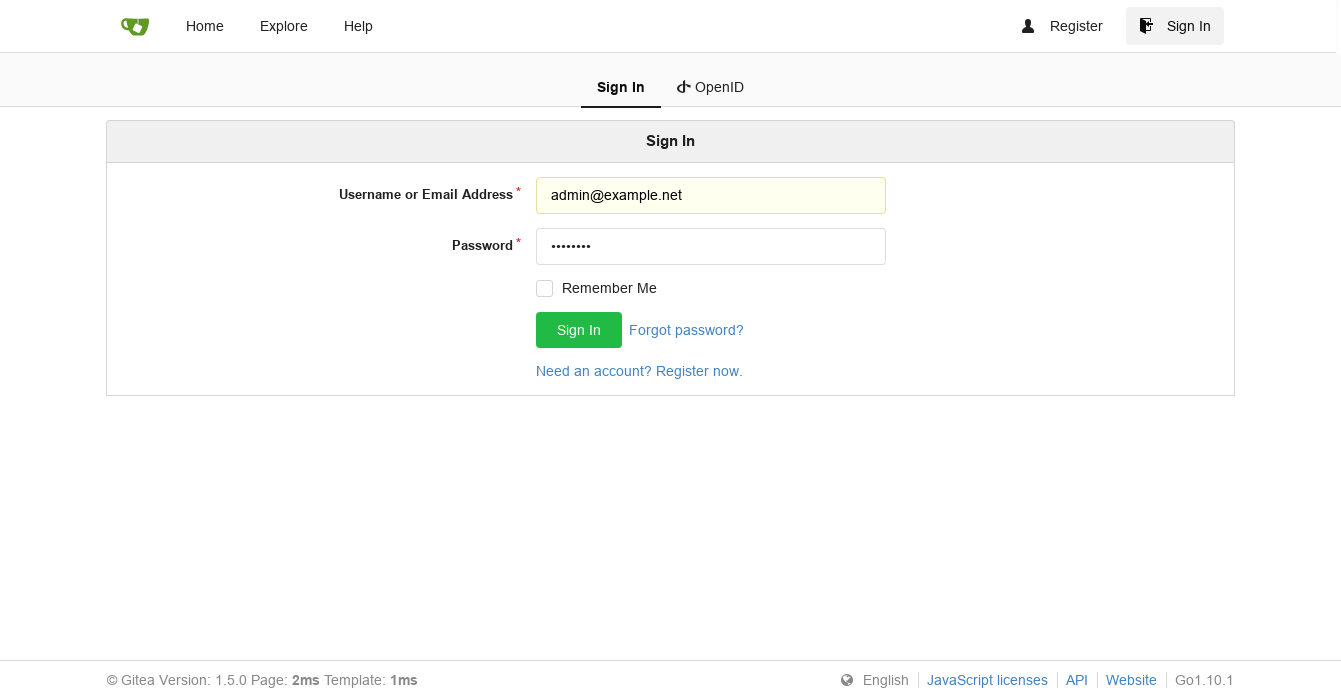 Home Explore Help Register Sign In
Sign In OpenID
Sign In
Username or Email Address *
admin@example.net
Password *
••••••••
Remember Me
Sign In Forgot password?
Need an account? Register now.
© Gitea Version: 1.5.0 Page: 2ms Template: 1ms English JavaScript licenses API Website Go1.10.1